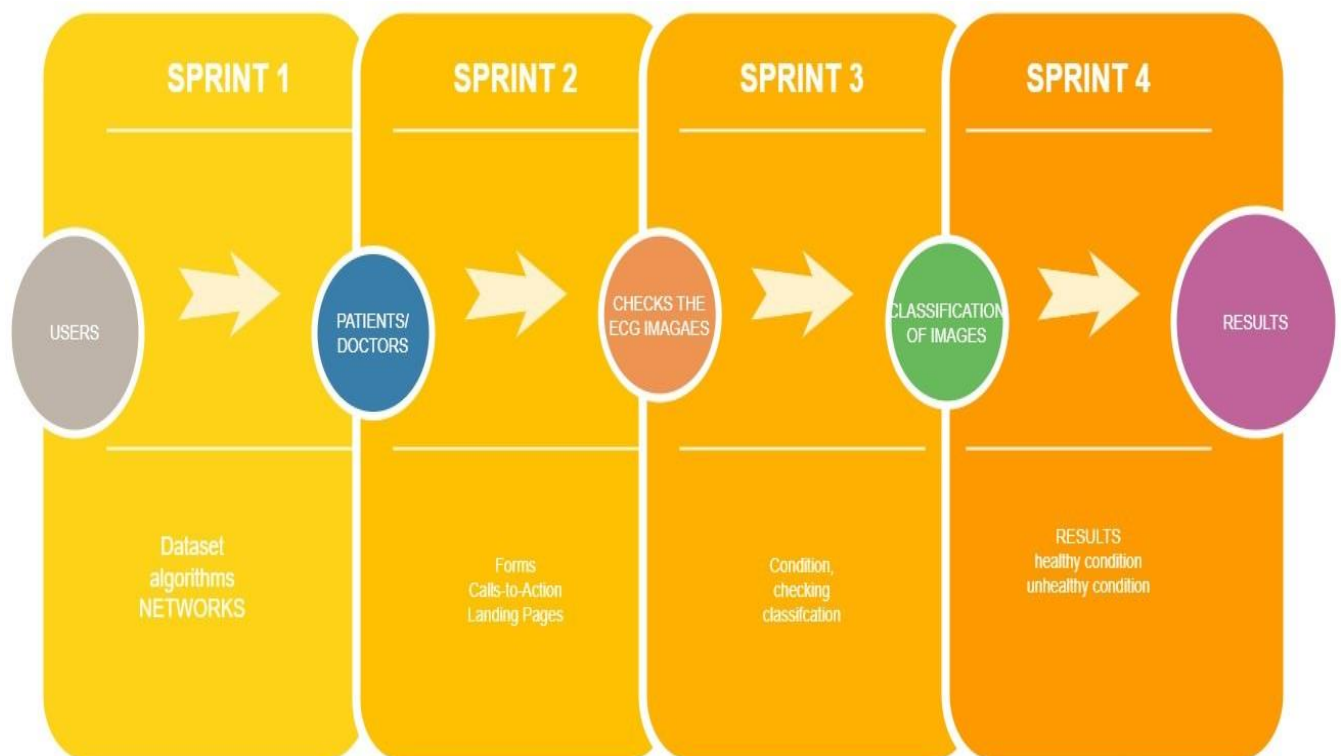 SPRINT 1
SPRINT 2
SPRINT 3
SPRINT 4
USERS
PATIENTS/
DOCTORS
CHECKS THE
ECG IMAGAES
CLASSIFICATION
OF IMAGES
RESULTS
Dataset
algorithms
NETWORKS
Forms
Calls-to-Action
Landing Pages
Condition,
checking
classifcation
RESULTS
healthy condition
unhealthy condition